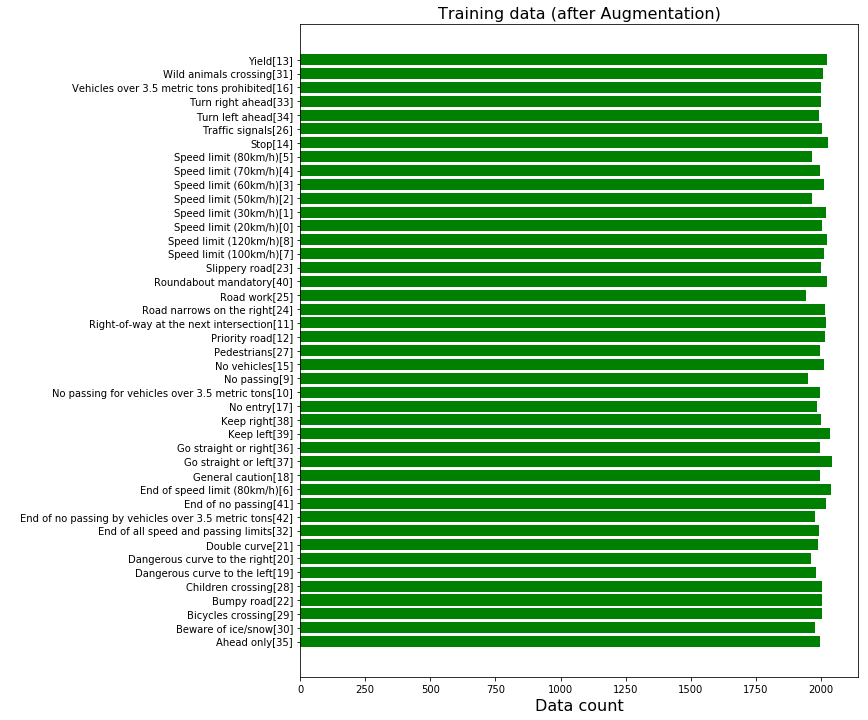 Training data (after Augmentation)
Yield[13]
Wild animals crossing[31]
Vehicles over 3.5 metric tons prohibited[16]
Turn right ahead[33]
Turn left ahead[34]
Traffic signals[26]
Stop[14]
Speed limit (80km/h)[5]
Speed limit (70km/h)[4]
Speed limit (60km/h)[3]
Speed limit (50km/h)[2]
Speed limit (30km/h)[1]
Speed limit (20km/h)[0]
Speed limit (120km/h)[8]
Speed limit (100km/h)[7]
Slippery road[23]
Roundabout mandatory[40]
Road work[25]
Road narrows on the right[24]
Right-of-way at the next intersection[11]
Priority road[12]
Pedestrians[27]
No vehicles[15]
No passing[9]
No passing for vehicles over 3.5 metric tons[10]
No entry[17]
Keep right[38]
Keep left[39]
Go straight or right[36]
Go straight or left[37]
General caution[18]
End of speed limit (80km/h)[6]
End of no passing[41]
End of no passing by vehicles over 3.5 metric tons[42]
End of all speed and passing limits[32]
Double curve[21]
Dangerous curve to the right[20]
Dangerous curve to the left[19]
Children crossing[28]
Bumpy road[22]
Bicycles crossing[29]
Beware of ice/snow[30]
Ahead only[35]
0 250 500 750 1000 1250 1500 1750 2000
Data count